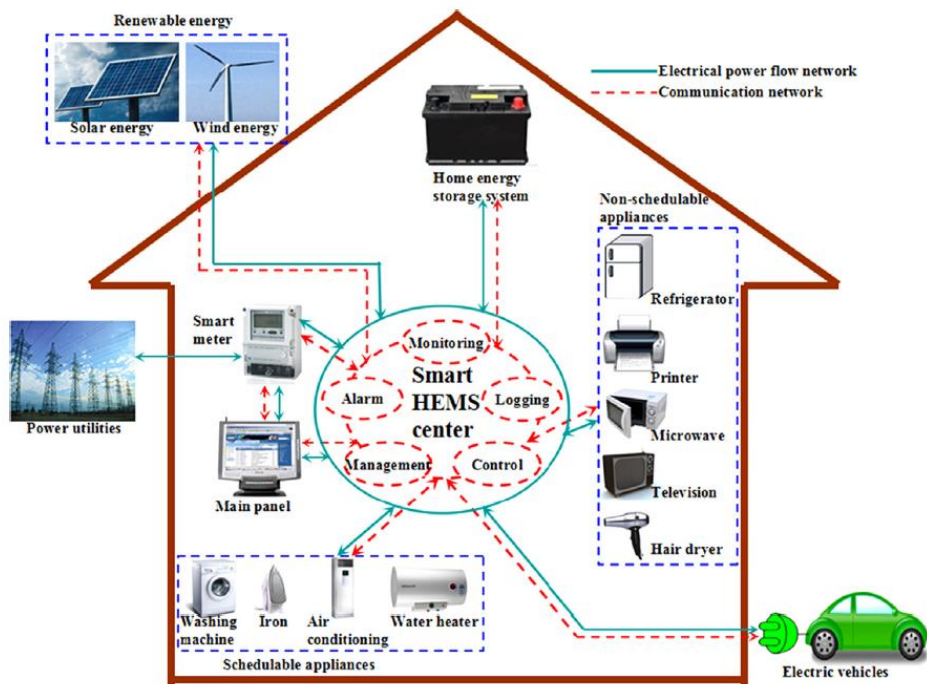 Renewable energy
Solar energy
Wind energy
Electrical power flow network
Communication network
Home energy
storage system
Non-schedulable
appliances
Refrigerator
Printer
Microwave
Television
Hair dryer
Smart
meter
Power utilities
Main panel
Monitoring
Alarm
Smart
HEMS
center
Logging
Management
Control
Washing
machine
Iron
Air
conditioning
Water heater
Schedulable appliances
Electric vehicles